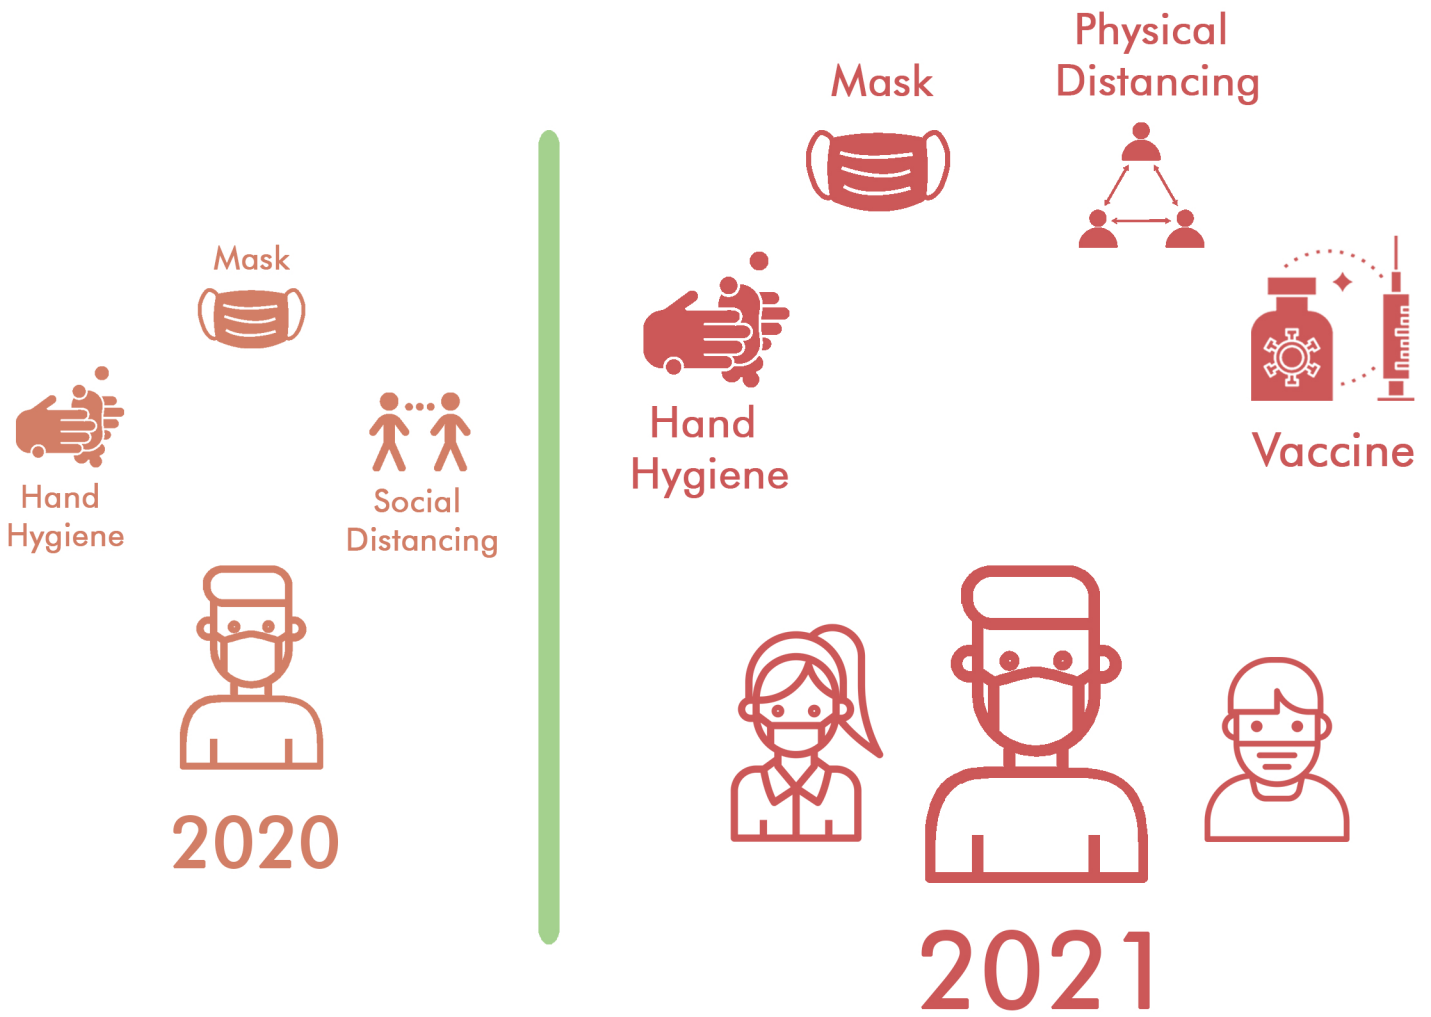 Mask
Hand
Hygiene
Social
Distancing
2020
Mask
Physical
Distancing
Hand
Hygiene
Vaccine
2021